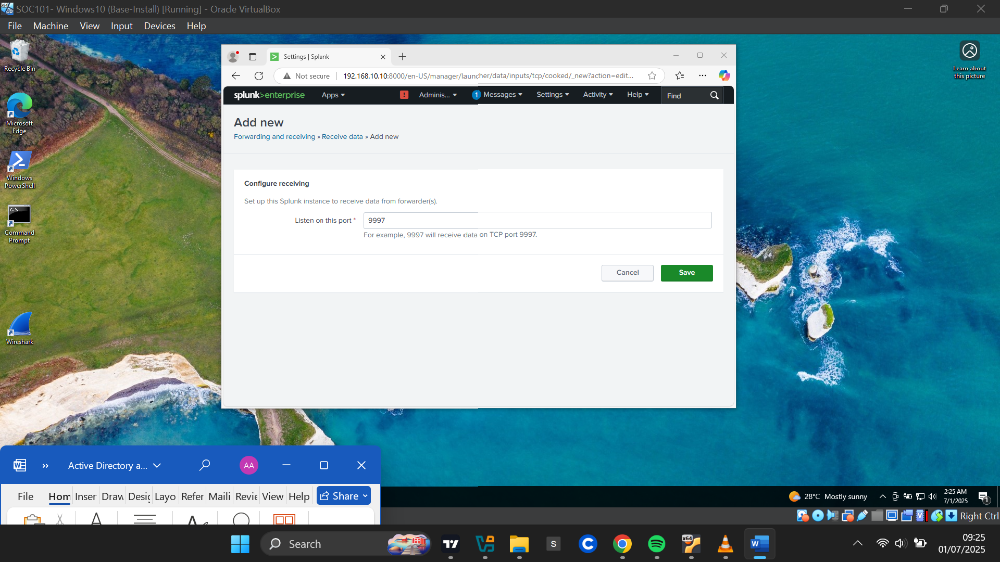 SOC101- Windows10 (Base-Install) [Running] - Oracle VirtualBox
File Machine View Input Devices Help
Recycle Bin
Microsoft
Edge
Windows
PowerShell
C:\>_
Command
Prompt
Wireshark
Learn about
this picture
Settings | Splunk
Not secure 192.168.10.10:8000/en-US/manager/launcher/data/inputs/tcp/cooked/_new?action=edit...
splunk>enterprise Apps ! Adminis... 1 Messages Settings Activity Help Find
Add new
Forwarding and receiving » Receive data » Add new
Configure receiving
Set up this Splunk instance to receive data from forwarder(s).
Listen on this port * 9997
For example, 9997 will receive data on TCP port 9997.
Cancel Save
W » Active Directory a... AA
File Hom Inser Draw Desig Layo Refer Maili Revie View Help Share
28°C Mostly sunny 2:25 AM
7/1/2025 1
Right Ctrl
Search S x64 W 09:25
01/07/2025